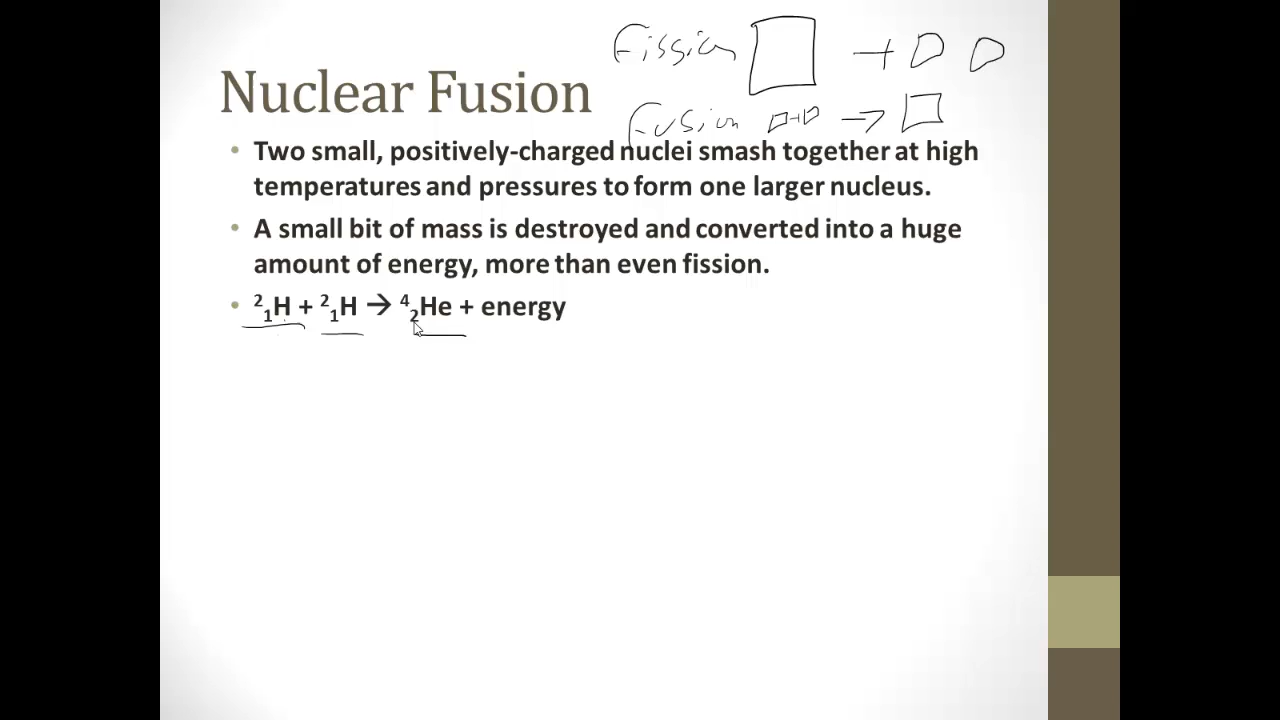 Fission
Nuclear Fusion
Fusion + →
• Two small, positively-charged nuclei smash together at high
temperatures and pressures to form one larger nucleus.
• A small bit of mass is destroyed and converted into a huge
amount of energy, more than even fission.
• ²₁H + ²₁H → ⁴₂He + energy